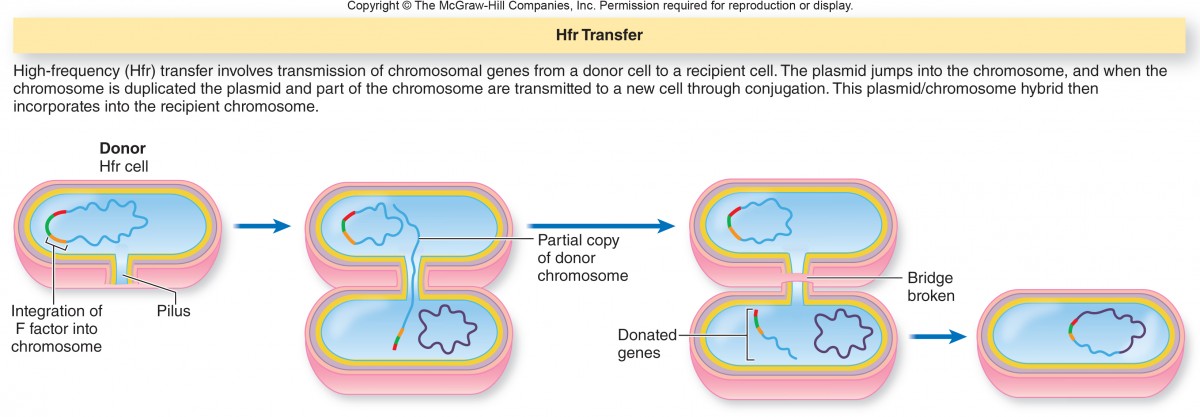 Copyright © The McGraw-Hill Companies, Inc. Permission required for reproduction or display.
Hfr Transfer
High-frequency (Hfr) transfer involves transmission of chromosomal genes from a donor cell to a recipient cell. The plasmid jumps into the chromosome, and when the
chromosome is duplicated the plasmid and part of the chromosome are transmitted to a new cell through conjugation. This plasmid/chromosome hybrid then
incorporates into the recipient chromosome.
Donor
Hfr cell
Integration of
F factor into
chromosome
Pilus
Partial copy
of donor
chromosome
Donated
genes
Bridge
broken